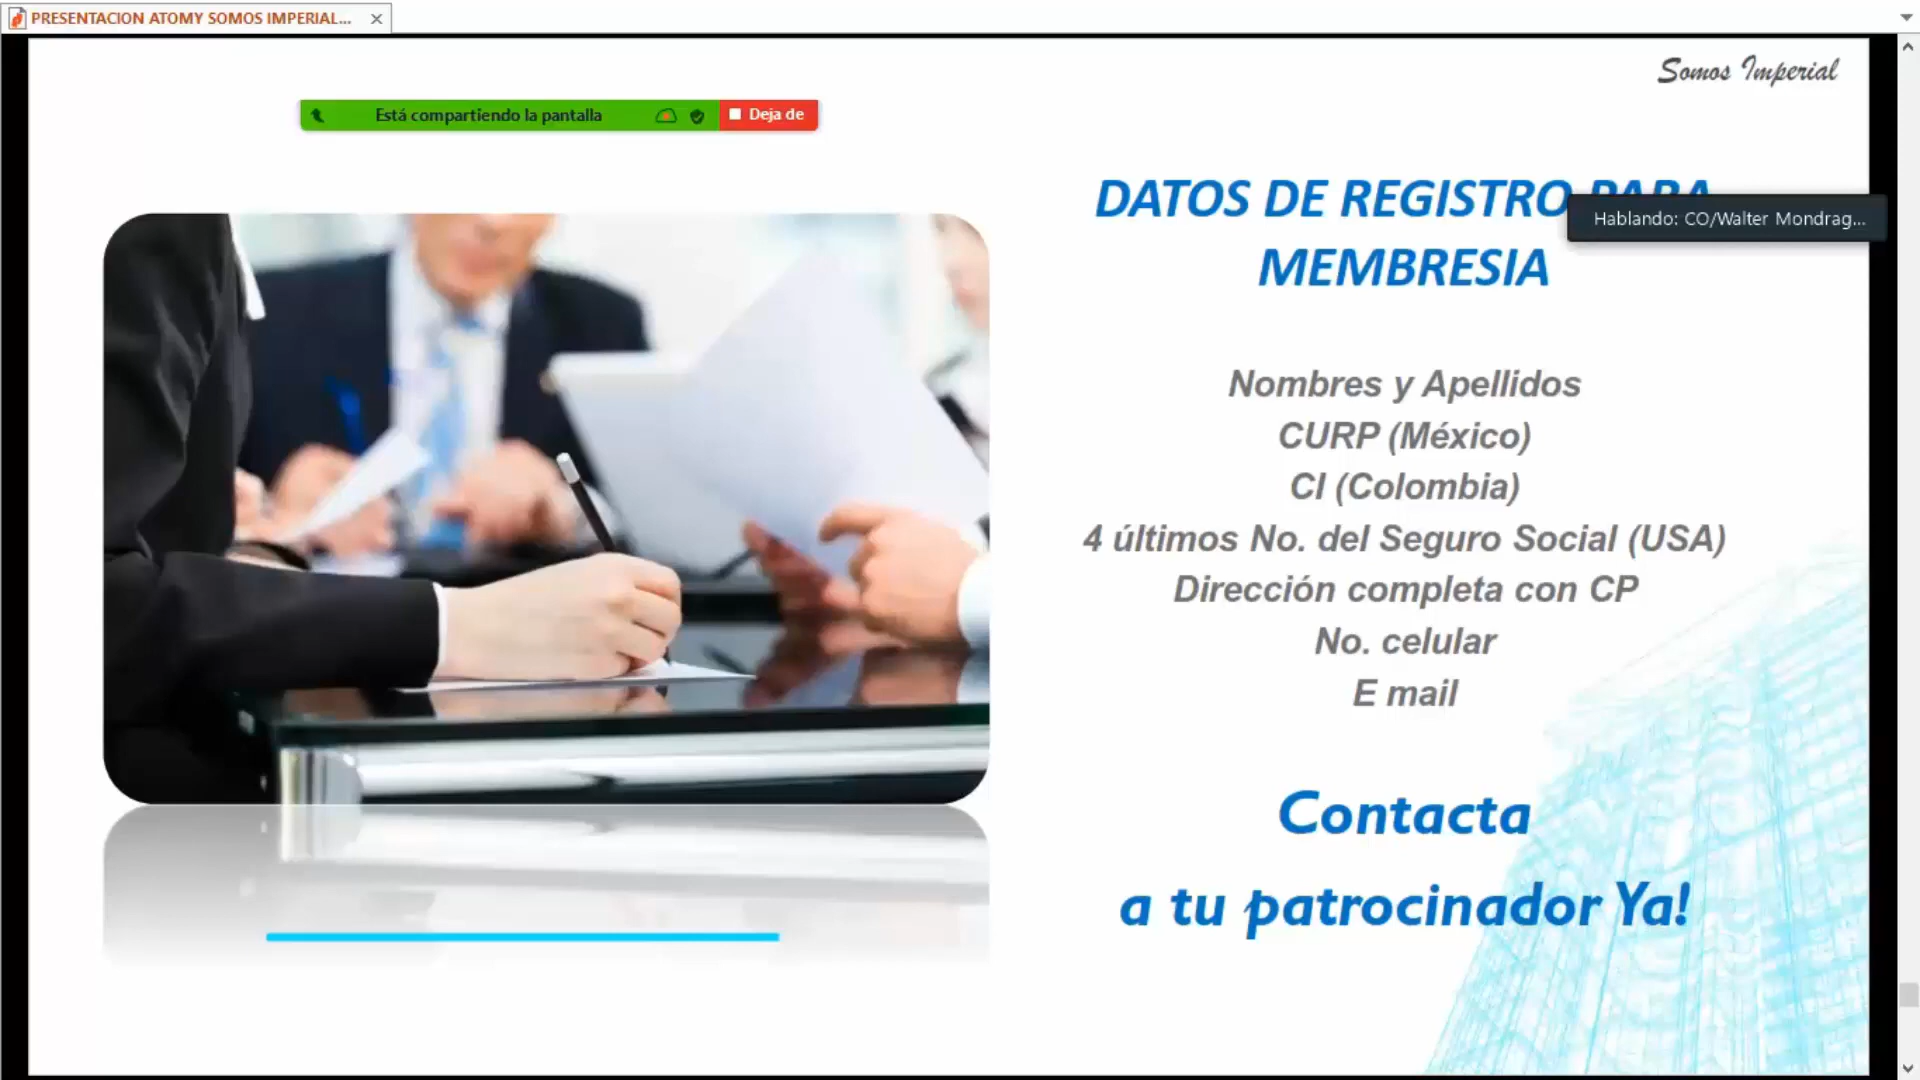 PRESENTACION ATOMY SOMOS IMPERIAL...
Somos Imperial
Está compartiendo la pantalla
Deja de
DATOS DE REGISTRO PARA
Hablando: CO/Walter Mondrag...
MEMBRESIA
Nombres y Apellidos
CURP (México)
CI (Colombia)
4 últimos No. del Seguro Social (USA)
Dirección completa con CP
No. celular
E mail
Contacta
a tu patrocinador Ya!